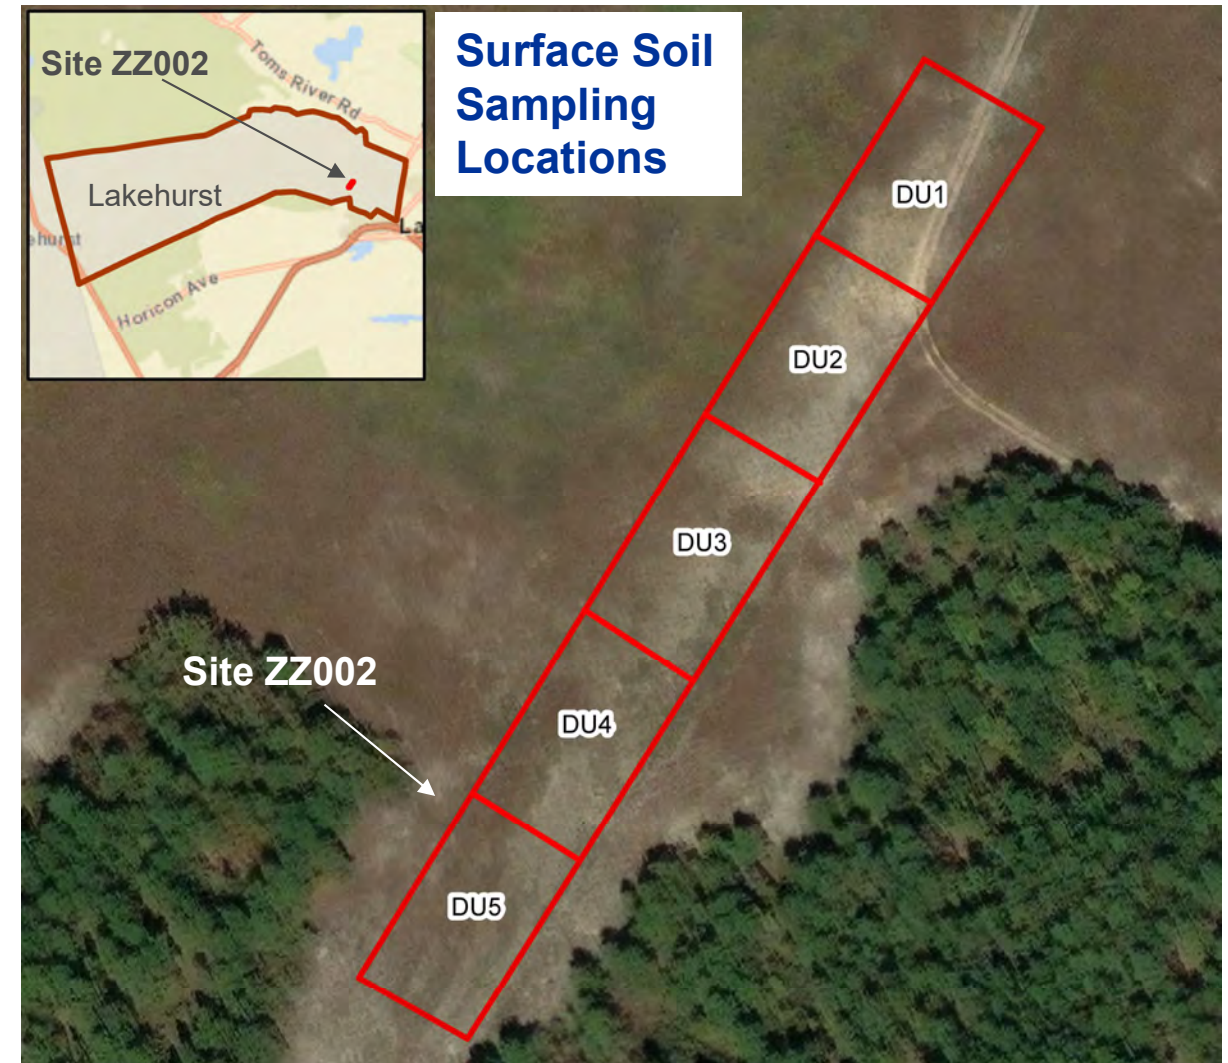 Site ZZ002
Toms River Rd
Lakehurst
ehurst
La
Horicon Ave
Surface Soil
Sampling
Locations
DU1
DU2
DU3
Site ZZ002
DU4
DU5